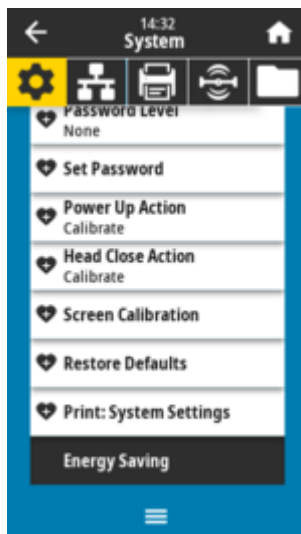 14:32
System
Password Level
None
Set Password
Power Up Action
Calibrate
Head Close Action
Calibrate
Screen Calibration
Restore Defaults
Print: System Settings
Energy Saving